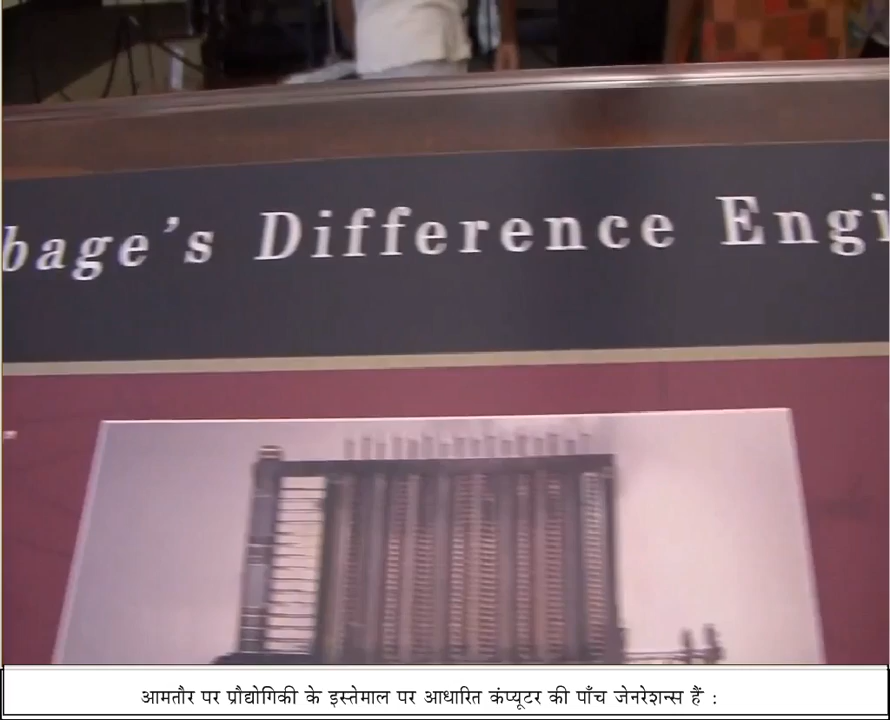 bage's Difference Engi
आमतौर पर प्रौद्योगिकी के इस्तेमाल पर आधारित कंप्यूटर की पाँच जेनरेशन्स हैं :